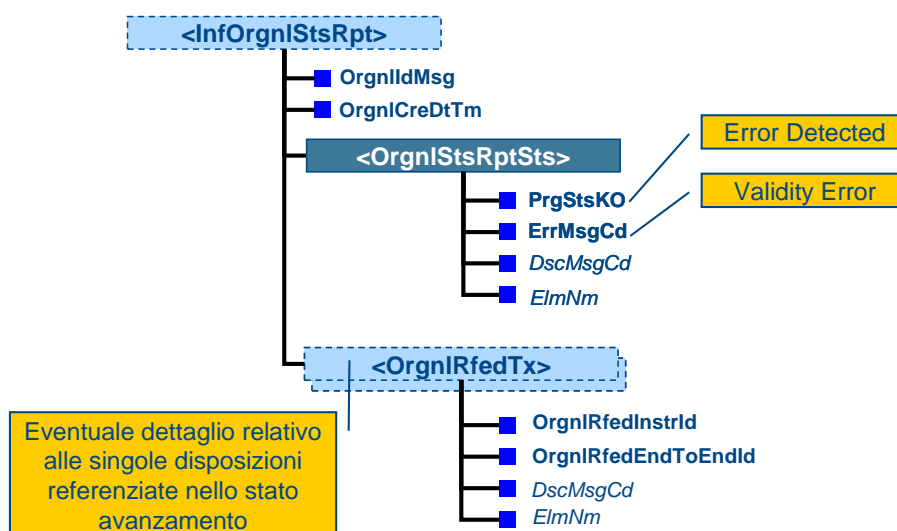 <InfOrgnlStsRpt>
OrgnlIdMsg
OrgnlCreDtTm
<OrgnlStsRptSts>
Error Detected
Validity Error
PrgStsKO
ErrMsgCd
DscMsgCd
ElmNm
<OrgnlRfedTx>
Eventuale dettaglio relativo
alle singole disposizioni
referenziate nello stato
avanzamento
OrgnlRfedInstrId
OrgnlRfedEndToEndId
DscMsgCd
ElmNm